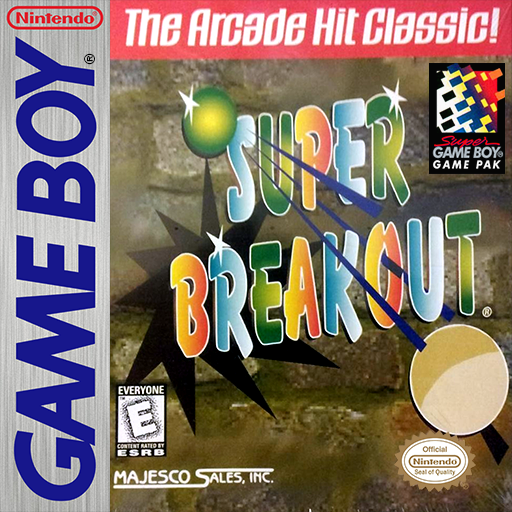 Nintendo
GAME BOY®
The Arcade Hit Classic!
Super
GAME BOY®
GAME PAK
SUPER
BREAKOUT®
EVERYONE
E
CONTENT RATED BY
ESRB
MAJESCO SALES, INC.
Official
Nintendo
Seal of Quality